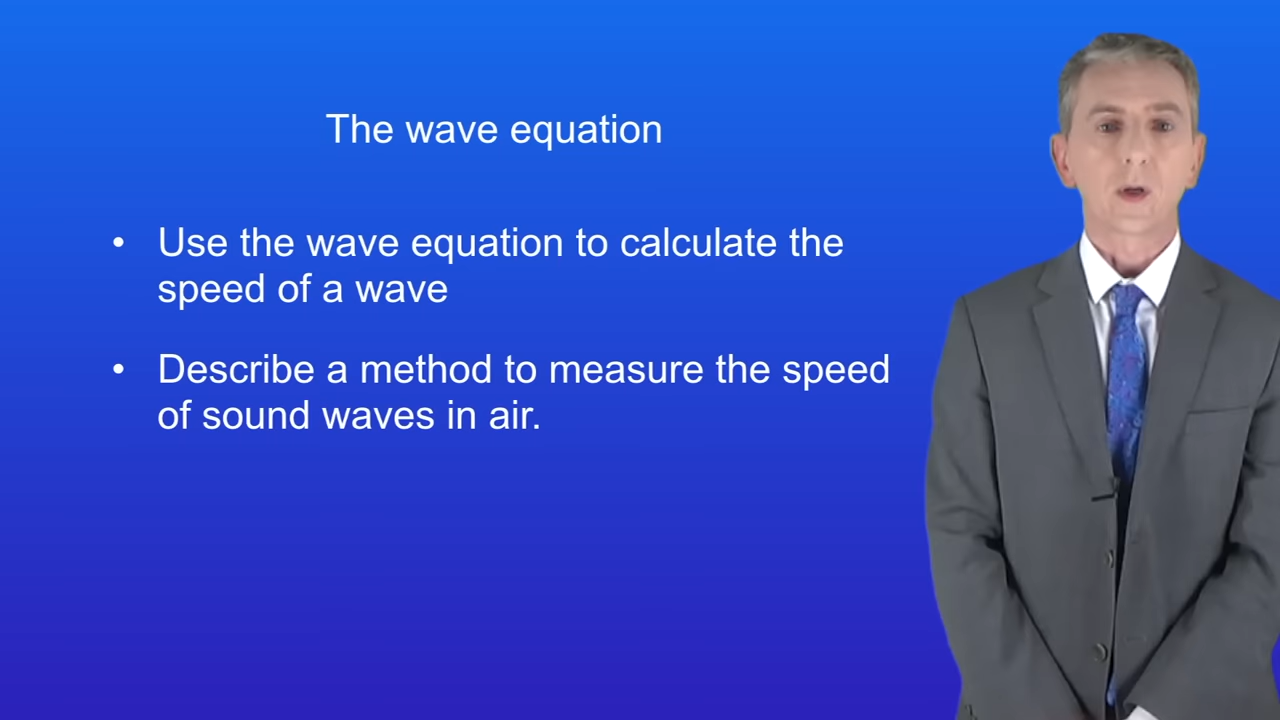 The wave equation
• Use the wave equation to calculate the
speed of a wave
• Describe a method to measure the speed
of sound waves in air.